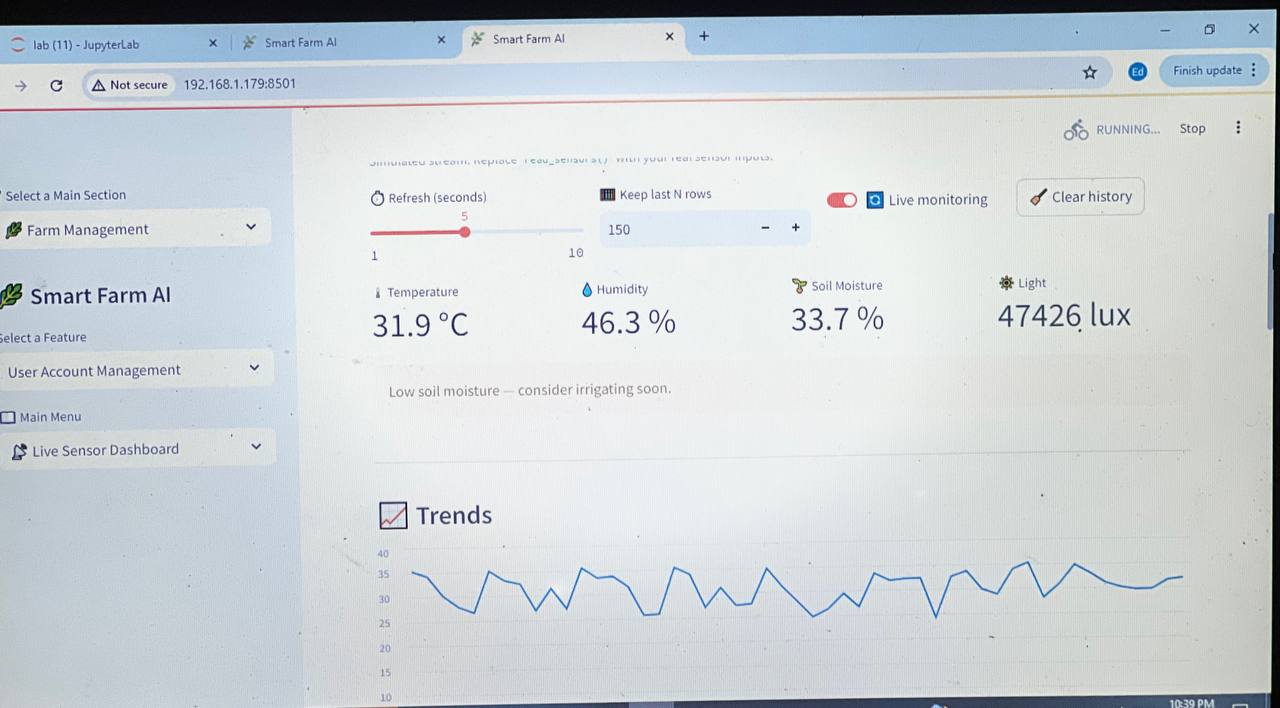 lab (11) - JupyterLab
Smart Farm AI
Smart Farm AI
Not secure 192.168.1.179:8501
Finish update
Ed
RUNNING...
Stop
Simulated stream. Replace read_sensors() with your real sensor inputs.
Select a Main Section
Farm Management
Smart Farm AI
Select a Feature
User Account Management
Main Menu
Live Sensor Dashboard
Refresh (seconds)
5
1
10
Keep last N rows
150
- +
Live monitoring
Clear history
Temperature
31.9 °C
Humidity
46.3 %
Soil Moisture
33.7 %
Light
47426 lux
Low soil moisture — consider irrigating soon.
Trends
40
35
30
25
20
15
10
10:39 PM